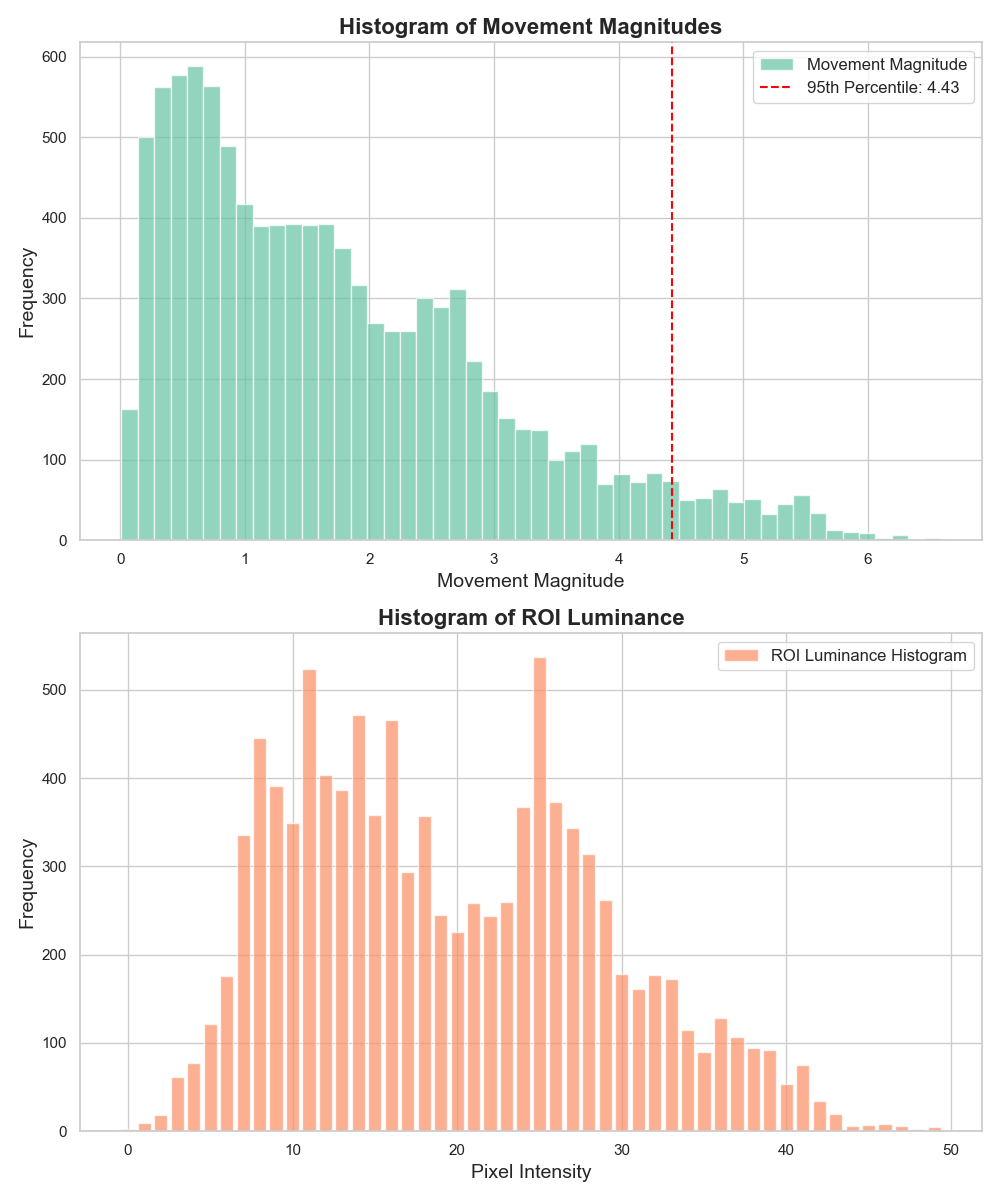 Histogram of Movement Magnitudes
Movement Magnitude
95th Percentile: 4.43
600
500
400
300
200
100
0
Frequency
0 1 2 3 4 5 6
Movement Magnitude
Histogram of ROI Luminance
ROI Luminance Histogram
500
400
300
200
100
0
Frequency
0 10 20 30 40 50
Pixel Intensity